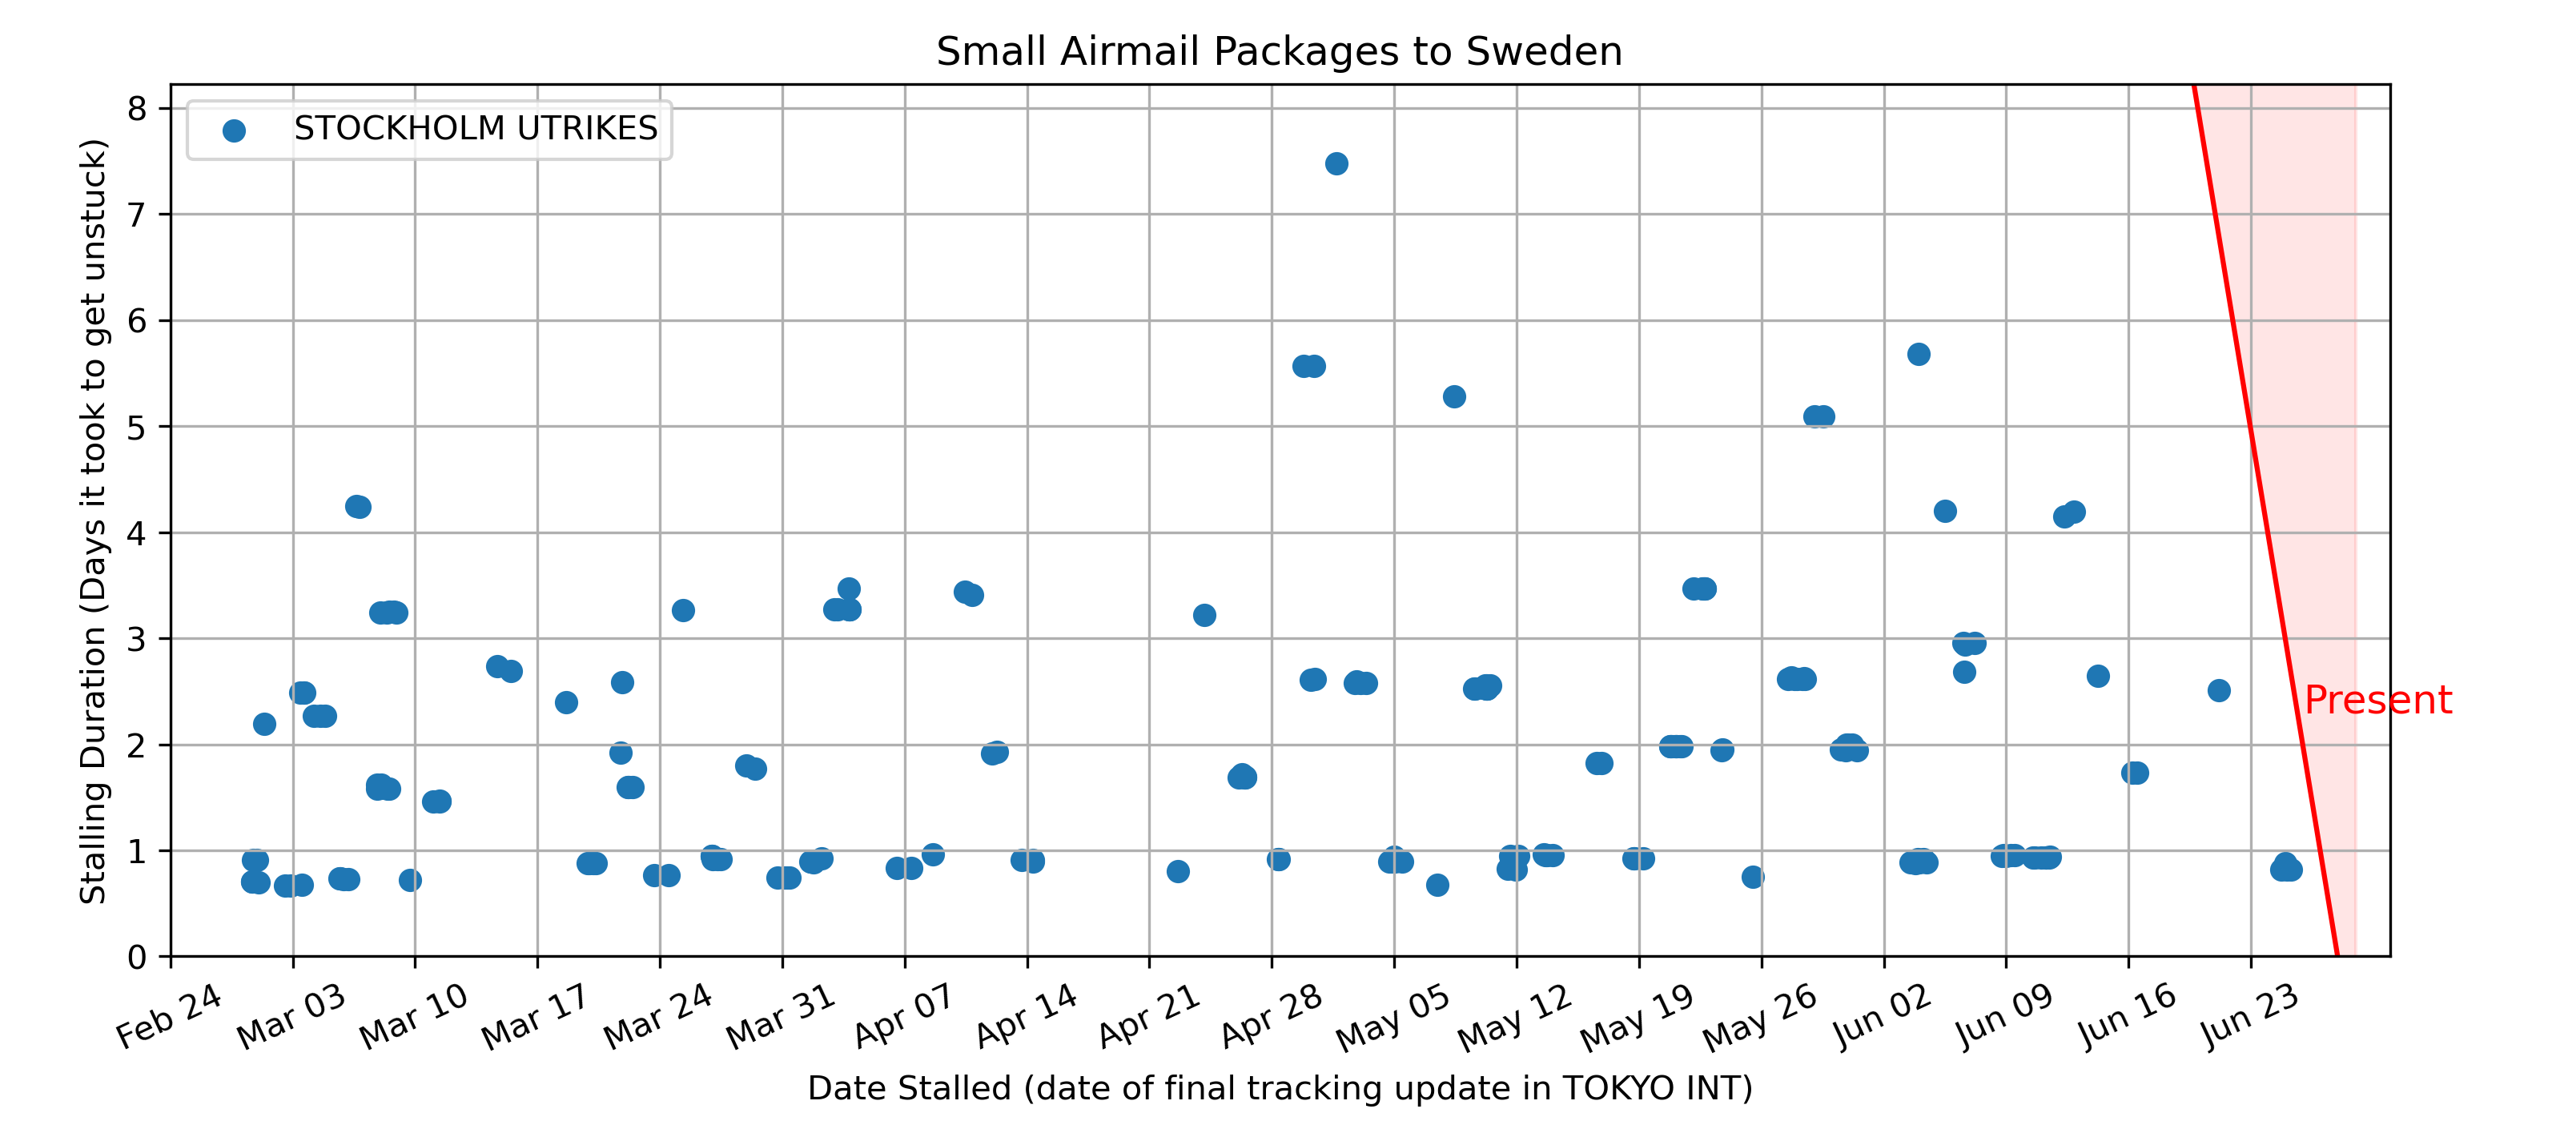 Small Airmail Packages to Sweden
STOCKHOLM UTRIKES
Stalling Duration (Days it took to get unstuck)
8
7
6
5
4
3
2
1
0
Present
Feb 24
Mar 03
Mar 10
Mar 17
Mar 24
Mar 31
Apr 07
Apr 14
Apr 21
Apr 28
May 05
May 12
May 19
May 26
Jun 02
Jun 09
Jun 16
Jun 23
Date Stalled (date of final tracking update in TOKYO INT)